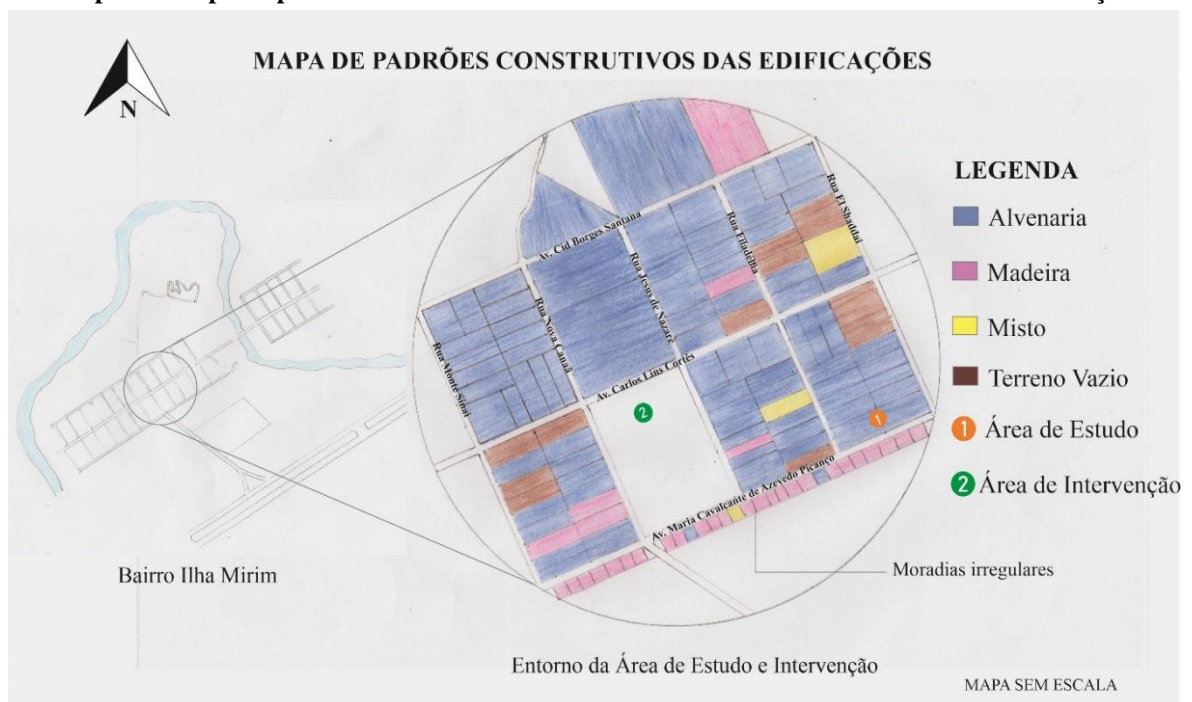 MAPA DE PADRÕES CONSTRUTIVOS DAS EDIFICAÇÕES
N
LEGENDA
Alvenaria
Madeira
Misto
Terreno Vazio
1 Área de Estudo
2 Área de Intervenção
Av. Cid Borges Santana
Rua El Shaddai
Rua Filadélfia
Rua Jesus de Nazaré
Rua Nova Canaã
Rua Monte Sinai
Av. Carlos Lins Cortês
2
1
Av. Maria Cavalcante de Azevedo Picanço
Moradias irregulares
Bairro Ilha Mirim
Entorno da Área de Estudo e Intervenção
MAPA SEM ESCALA